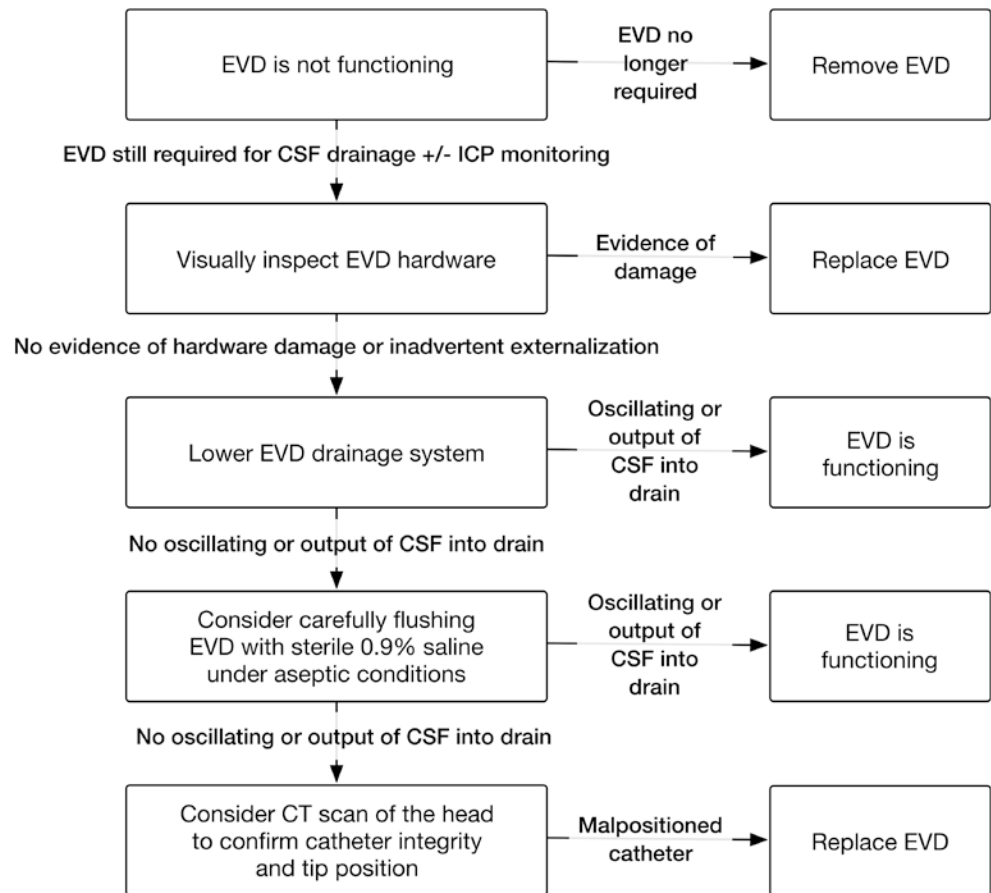 EVD is not functioning
EVD no
longer
required
Remove EVD
EVD still required for CSF drainage +/- ICP monitoring
Visually inspect EVD hardware
Evidence of
damage
Replace EVD
No evidence of hardware damage or inadvertent externalization
Lower EVD drainage system
Oscillating or
output of
CSF into
drain
EVD is
functioning
No oscillating or output of CSF into drain
Consider carefully flushing
EVD with sterile 0.9% saline
under aseptic conditions
Oscillating or
output of
CSF into
drain
EVD is
functioning
No oscillating or output of CSF into drain
Consider CT scan of the head
to confirm catheter integrity
and tip position
Malpositioned
catheter
Replace EVD